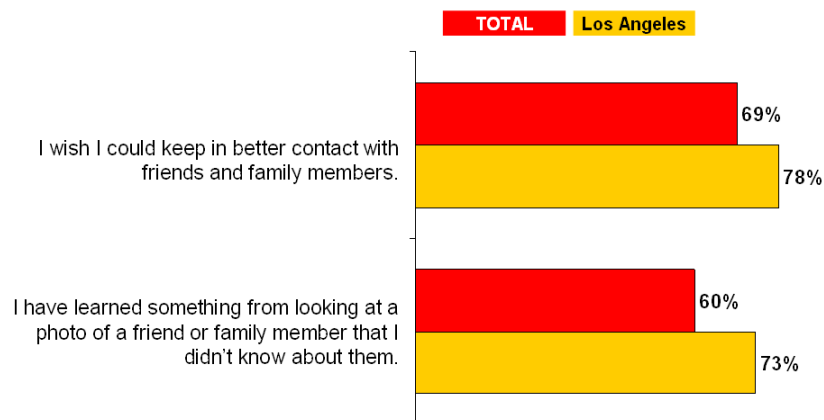 TOTAL Los Angeles
I wish I could keep in better contact with
friends and family members.
69%
78%
I have learned something from looking at a
photo of a friend or family member that I
didn't know about them.
60%
73%